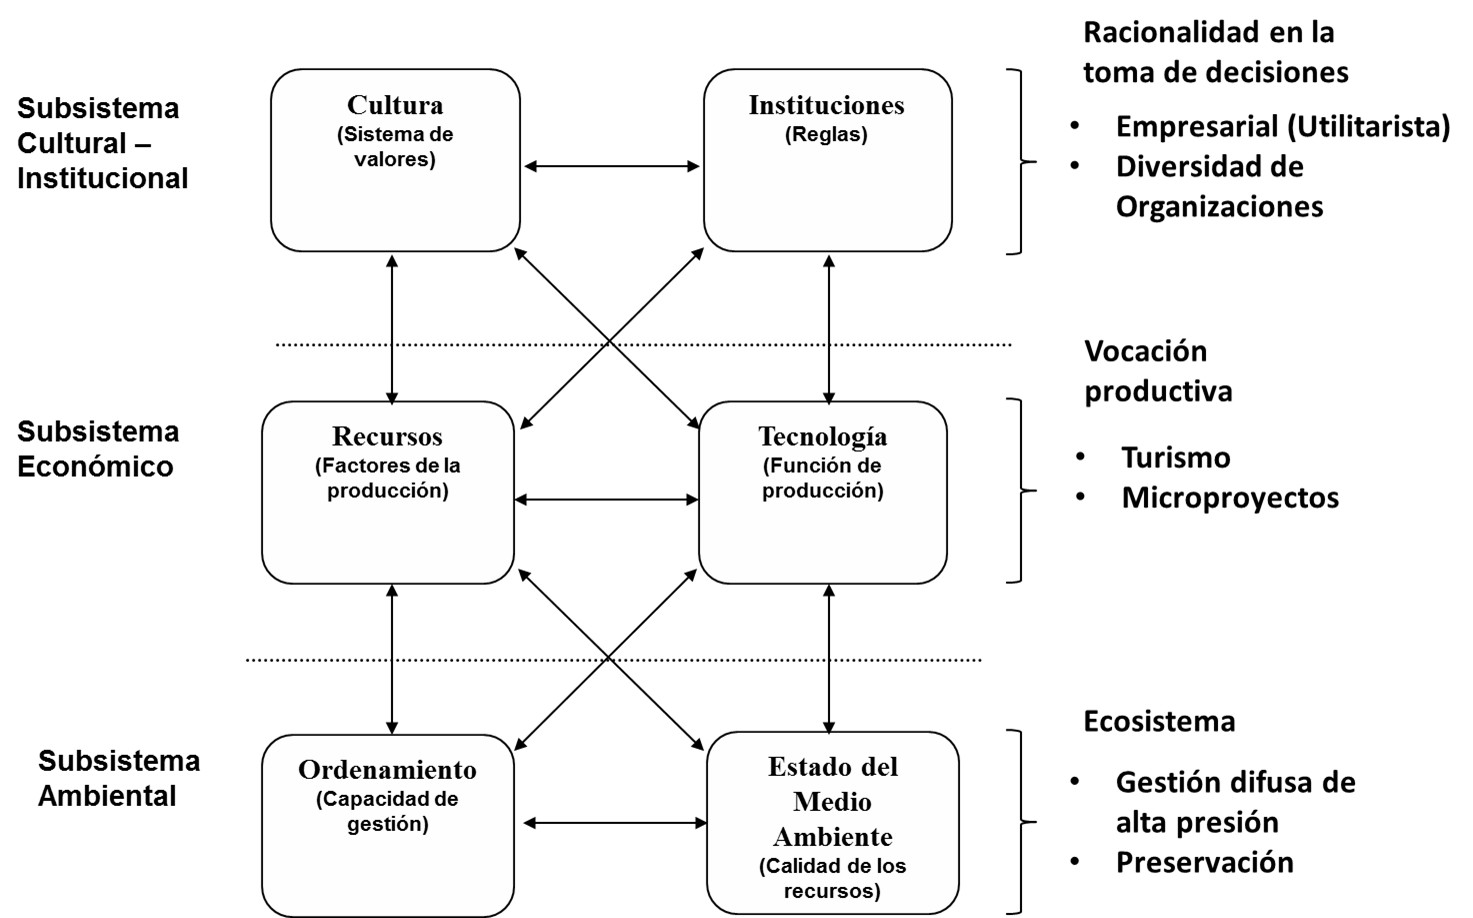 Subsistema
Cultural –
Institucional
Cultura
(Sistema de
valores)
Instituciones
(Reglas)
Racionalidad en la
toma de decisiones
• Empresarial (Utilitarista)
• Diversidad de
Organizaciones
Subsistema
Económico
Recursos
(Factores de la
producción)
Tecnología
(Función de
producción)
Vocación
productiva
• Turismo
• Microproyectos
Subsistema
Ambiental
Ordenamiento
(Capacidad de
gestión)
Estado del
Medio
Ambiente
(Calidad de los
recursos)
Ecosistema
• Gestión difusa de
alta presión
• Preservación